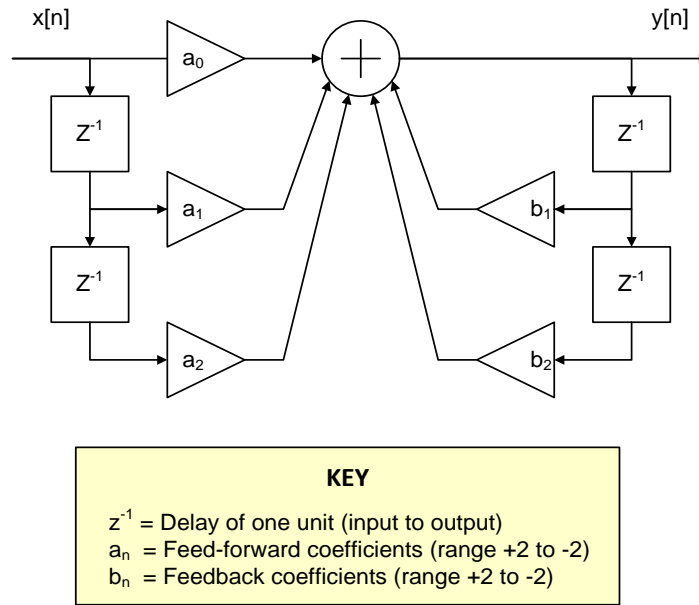 x[n] y[n]
a₀
Z⁻¹ Z⁻¹
a₁ b₁
Z⁻¹ Z⁻¹
a₂ b₂
KEY
z⁻¹ = Delay of one unit (input to output)
aₙ = Feed-forward coefficients (range +2 to -2)
bₙ = Feedback coefficients (range +2 to -2)